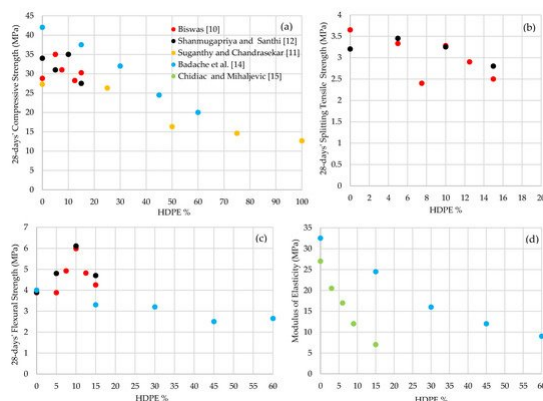 (a)
28-days' Compressive Strength (MPa)
45
40
35
30
25
20
15
10
5
0
0 10 20 30 40 50 60 70 80 90 100
HDPE %
Biswas [10]
Shanmugapriya and Santhi [12]
Suganthy and Chandrasekar [11]
Badache et al. [14]
Chidiac and Mihaljevic [15]
(b)
28-days' Splitting Tensile Strength (MPa)
4
3.5
3
2.5
2
1.5
1
0.5
0
0 2 4 6 8 10 12 14 16 18 20
HDPE %
(c)
28-days' Flexural Strength (MPa)
8
7
6
5
4
3
2
1
0
0 5 10 15 20 25 30 35 40 45 50 55 60
HDPE %
(d)
Modulus of Elasticity (MPa)
35
30
25
20
15
10
5
0
0 5 10 15 20 25 30 35 40 45 50 55 60
HDPE %